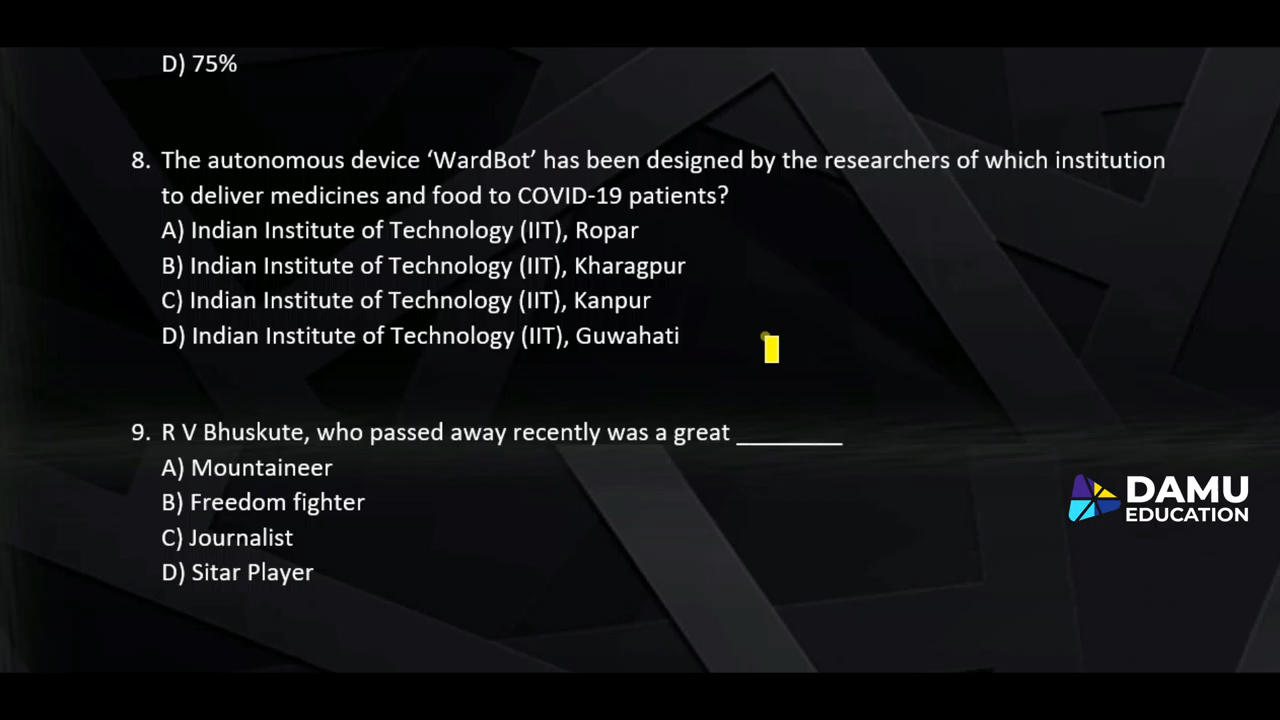 D) 75%
8. The autonomous device ‘WardBot’ has been designed by the researchers of which institution
to deliver medicines and food to COVID-19 patients?
A) Indian Institute of Technology (IIT), Ropar
B) Indian Institute of Technology (IIT), Kharagpur
C) Indian Institute of Technology (IIT), Kanpur
D) Indian Institute of Technology (IIT), Guwahati
9. R V Bhuskute, who passed away recently was a great ________
A) Mountaineer
B) Freedom fighter
C) Journalist
D) Sitar Player
DAMU
EDUCATION